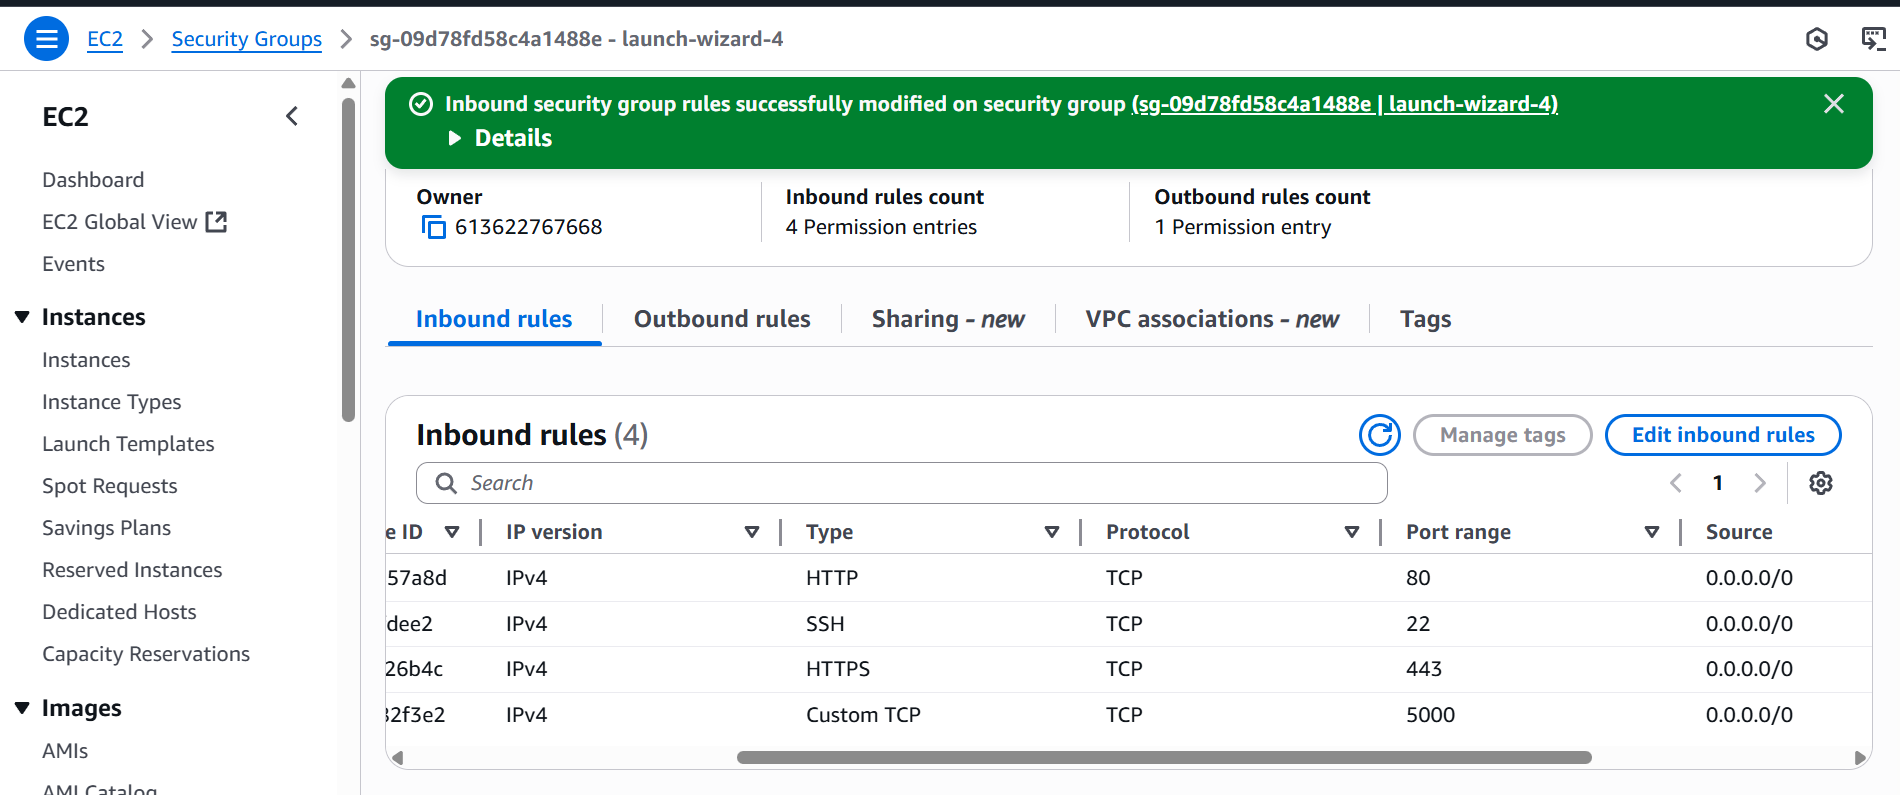 EC2 > Security Groups > sg-09d78fd58c4a1488e - launch-wizard-4
EC2
Dashboard
EC2 Global View
Events
Instances
Instances
Instance Types
Launch Templates
Spot Requests
Savings Plans
Reserved Instances
Dedicated Hosts
Capacity Reservations
Images
AMIs
AMI Catalog
Inbound security group rules successfully modified on security group (sg-09d78fd58c4a1488e | launch-wizard-4)
Details
Owner Inbound rules count Outbound rules count
613622767668 4 Permission entries 1 Permission entry
Inbound rules Outbound rules Sharing - new VPC associations - new Tags
Inbound rules (4) Manage tags Edit inbound rules
Search 1
e ID IP version Type Protocol Port range Source
57a8d IPv4 HTTP TCP 80 0.0.0.0/0
dee2 IPv4 SSH TCP 22 0.0.0.0/0
26b4c IPv4 HTTPS TCP 443 0.0.0.0/0
32f3e2 IPv4 Custom TCP TCP 5000 0.0.0.0/0